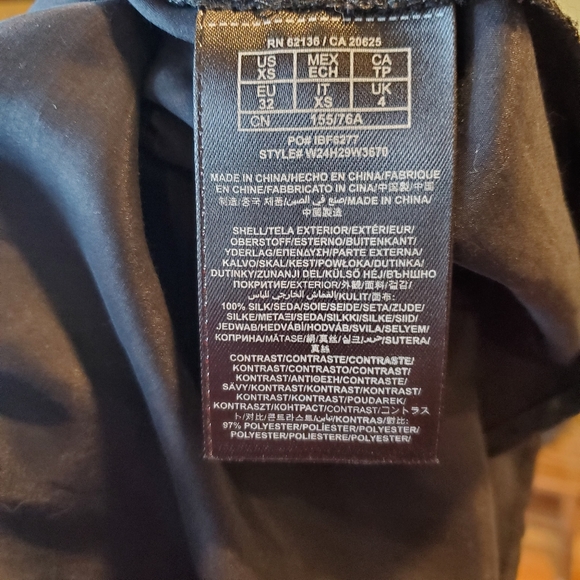 RN 62136 / CA 20625
US MEX CA
XS ECH TP
EU IT UK
32 XS 4
CN 155/76A
PO# IBF6277
STYLE# W24H29W3670
MADE IN CHINA/HECHO EN CHINA/FABRIQUE
EN CHINE/FABBRICATO IN CINA/中国製/中国
制造/중국 제품/صنع في الصين/MADE IN CHINA/
中國製造
SHELL/TELA EXTERIOR/EXTÉRIEUR/
OBERSTOFF/ESTERNO/BUITENKANT/
YDERLAG/ΕΠΕΝΔΥΣΗ/PARTE EXTERNA/
KALVO/SKAL/KEST/POWŁOKA/DUTINKA/
DUTINKY/ZUNANJI DEL/KÜLSŐ HÉJ/ВЪНШНО
ПОКРИТИЕ/EXTERIOR/外観/面料/겉감/
القماش الخارجي للباس/KULIT/面布:
100% SILK/SEDA/SOIE/SEIDE/SETA/ZIJDE/
SILKE/ΜΕΤΑΞΙ/SEDA/SILKKI/SILKE/SIID/
JEDWAB/HEDVÁBÍ/HODVÁB/SVILA/SELYEM/
КОПРИНА/MĂTASE/絹/真丝/실크/حرير/SUTERA/
真絲
CONTRAST/CONTRASTE/CONTRASTE/
KONTRAST/CONTRASTO/CONTRAST/
KONTRAST/ΑΝΤΙΘΕΣΗ/CONTRASTE/
SÄVY/KONTRAST/KONTRAST/KONTRAST/
KONTRAST/KONTRAST/POUDAREK/
KONTRASZT/КОНТРАСТ/CONTRAST/コントラス
ト/对比/콘트라스트/تباين/KONTRAS/對比:
97% POLYESTER/POLIÉSTER/POLYESTER/
POLYESTER/POLIESTERE/POLYESTER/